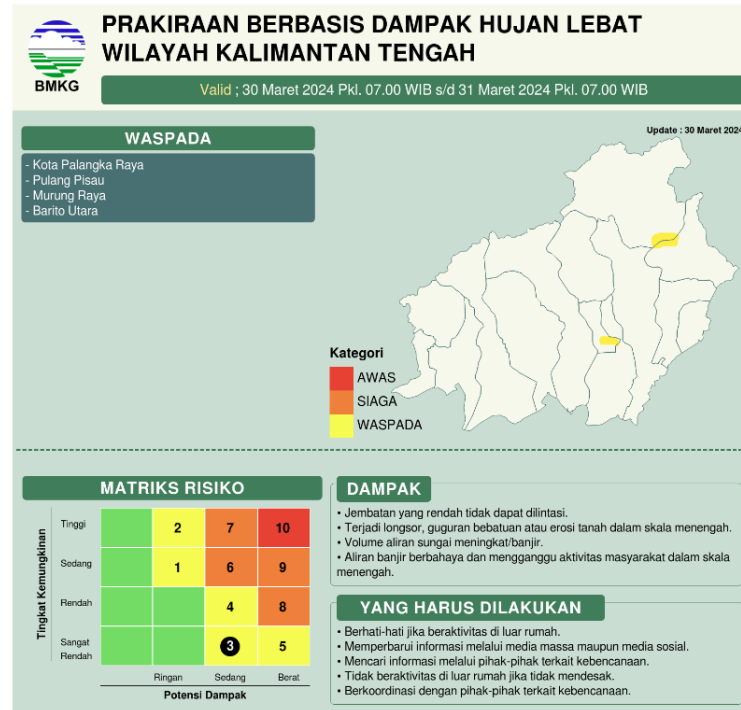 PRAKIRAAN BERBASIS DAMPAK HUJAN LEBAT
WILAYAH KALIMANTAN TENGAH
BMKG
Valid ; 30 Maret 2024 Pkl. 07.00 WIB s/d 31 Maret 2024 Pkl. 07.00 WIB
Update : 30 Maret 2024
WASPADA
- Kota Palangka Raya
- Pulang Pisau
- Murung Raya
- Barito Utara
Kategori
AWAS
SIAGA
WASPADA
MATRIKS RISIKO
Tingkat Kemungkinan
Tinggi
2 7 10
Sedang
1 6 9
Rendah
4 8
Sangat
Rendah
3 5
Ringan Sedang Berat
Potensi Dampak
DAMPAK
• Jembatan yang rendah tidak dapat dilintasi.
• Terjadi longsor, guguran bebatuan atau erosi tanah dalam skala menengah.
• Volume aliran sungai meningkat/banjir.
• Aliran banjir berbahaya dan mengganggu aktivitas masyarakat dalam skala
menengah.
YANG HARUS DILAKUKAN
• Berhati-hati jika beraktivitas di luar rumah.
• Memperbarui informasi melalui media massa maupun media sosial.
• Mencari informasi melalui pihak-pihak terkait kebencanaan.
• Tidak beraktivitas di luar rumah jika tidak mendesak.
• Berkoordinasi dengan pihak-pihak terkait kebencanaan.